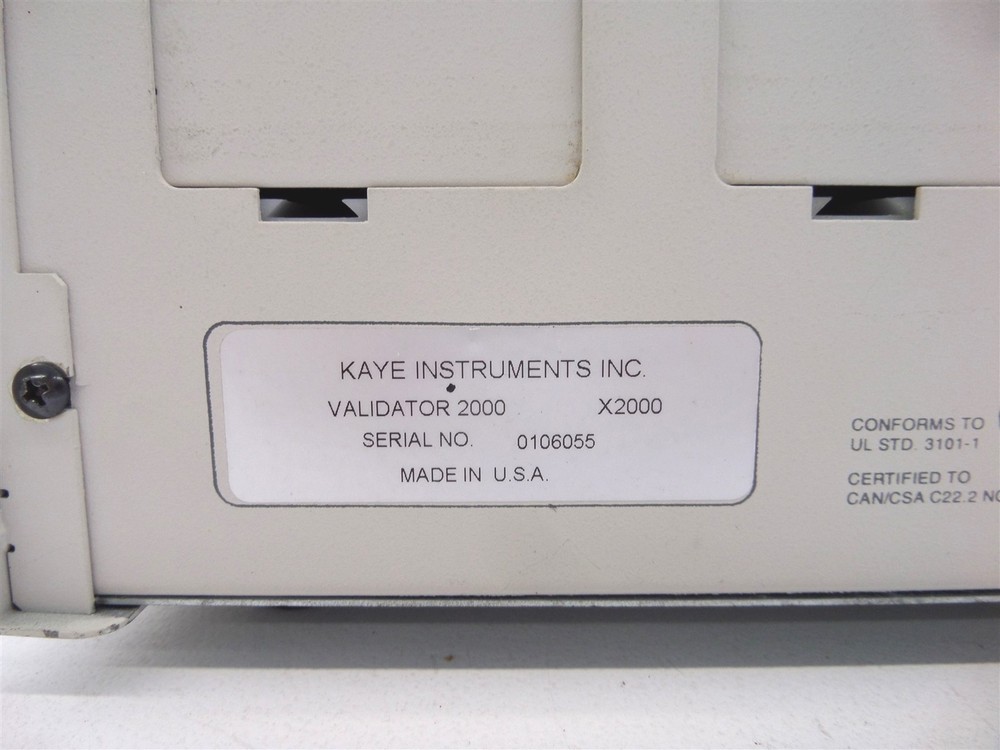 KAYE INSTRUMENTS INC.
VALIDATOR 2000 X2000
SERIAL NO. 0106055
MADE IN U.S.A.
CONFORMS TO
UL STD. 3101-1
CERTIFIED TO
CAN/CSA C22.2